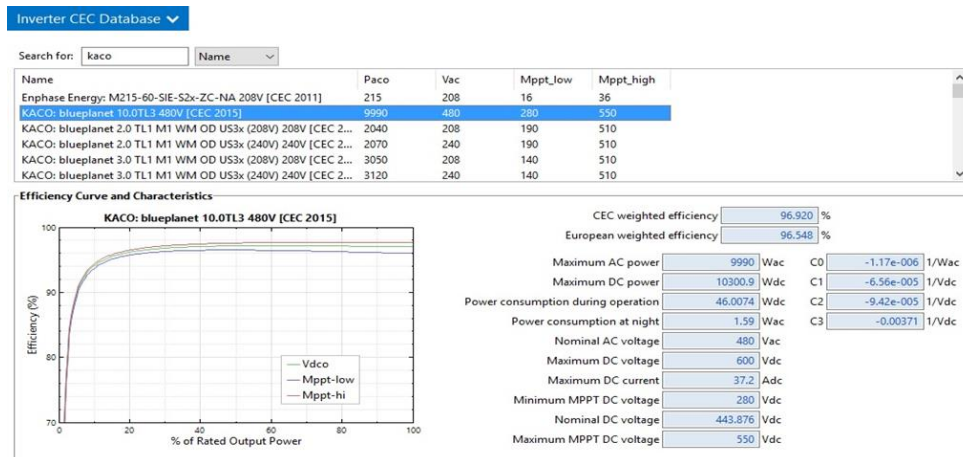 Inverter CEC Database
Search for: kaco Name
Name Paco Vac Mppt_low Mppt_high
Enphase Energy: M215-60-SIE-S2x-ZC-NA 208V [CEC 2011] 215 208 16 36
KACO: blueplanet 10.0TL3 480V [CEC 2015] 9990 480 280 550
KACO: blueplanet 2.0 TL1 M1 WM OD US3x (208V) 208V [CEC 2... 2040 208 190 510
KACO: blueplanet 2.0 TL1 M1 WM OD US3x (240V) 240V [CEC 2... 2070 240 190 510
KACO: blueplanet 3.0 TL1 M1 WM OD US3x (208V) 208V [CEC 2... 3050 208 140 510
KACO: blueplanet 3.0 TL1 M1 WM OD US3x (240V) 240V [CEC 2... 3120 240 140 510
Efficiency Curve and Characteristics
KACO: blueplanet 10.0TL3 480V [CEC 2015]
100
90
80
70
Efficiency (%)
Vdco
Mppt-low
Mppt-hi
0 20 40 60 80 100
% of Rated Output Power
CEC weighted efficiency 96.920 %
European weighted efficiency 96.548 %
Maximum AC power 9990 Wac C0 -1.17e-006 1/Wac
Maximum DC power 10300.9 Wdc C1 -6.56e-005 1/Vdc
Power consumption during operation 46.0074 Wdc C2 -9.42e-005 1/Vdc
Power consumption at night 1.59 Wac C3 -0.00371 1/Vdc
Nominal AC voltage 480 Vac
Maximum DC voltage 600 Vdc
Maximum DC current 37.2 Adc
Minimum MPPT DC voltage 280 Vdc
Nominal DC voltage 443.876 Vdc
Maximum MPPT DC voltage 550 Vdc